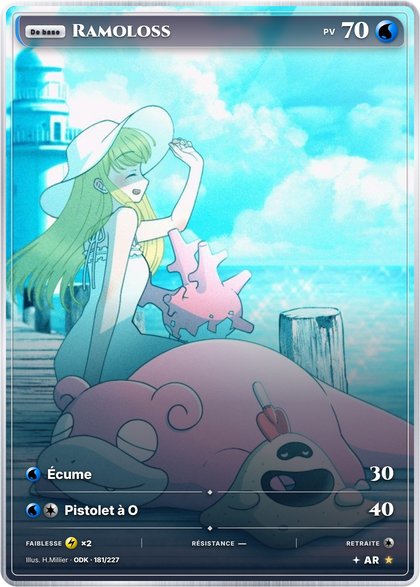 De base RAMOLOSS PV 70
Écume 30
Pistolet à O 40
FAIBLESSE ×2 RÉSISTANCE — RETRAITE
Illus. H.Millier · ODK · 181/227 AR